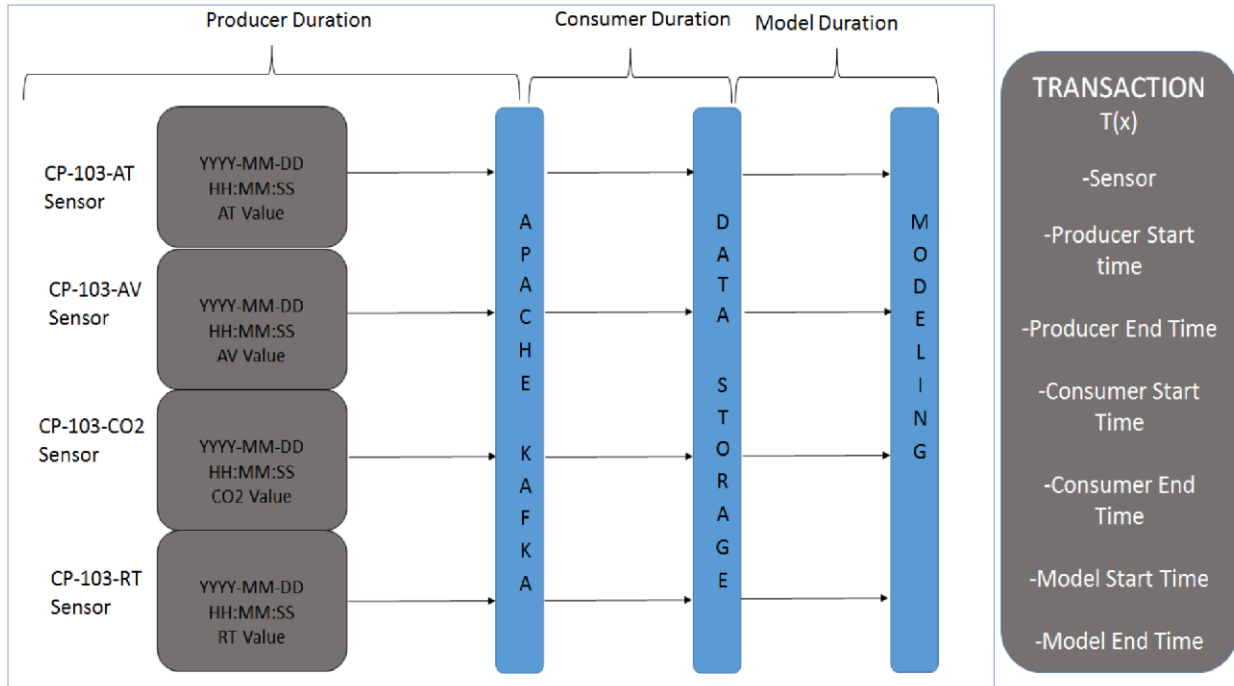 Producer Duration
Consumer Duration
Model Duration
CP-103-AT
Sensor
YYYY-MM-DD
HH:MM:SS
AT Value
CP-103-AV
Sensor
YYYY-MM-DD
HH:MM:SS
AV Value
CP-103-CO2
Sensor
YYYY-MM-DD
HH:MM:SS
CO2 Value
CP-103-RT
Sensor
YYYY-MM-DD
HH:MM:SS
RT Value
APACHE KAFKA
DATA STORAGE
MODELING
TRANSACTION
T(x)
-Sensor
-Producer Start
time
-Producer End Time
-Consumer Start
Time
-Consumer End
Time
-Model Start Time
-Model End Time